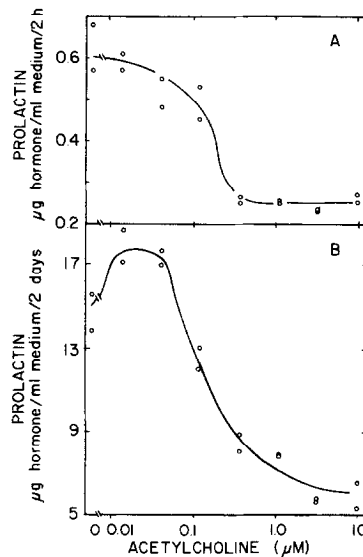 A
PROLACTIN
µg hormone/ml medium/2 h
0.6
0.4
0.2
B
PROLACTIN
µg hormone/ml medium/2 days
17
13
9
5
0 0.01 0.1 1.0 10
ACETYLCHOLINE (µM)